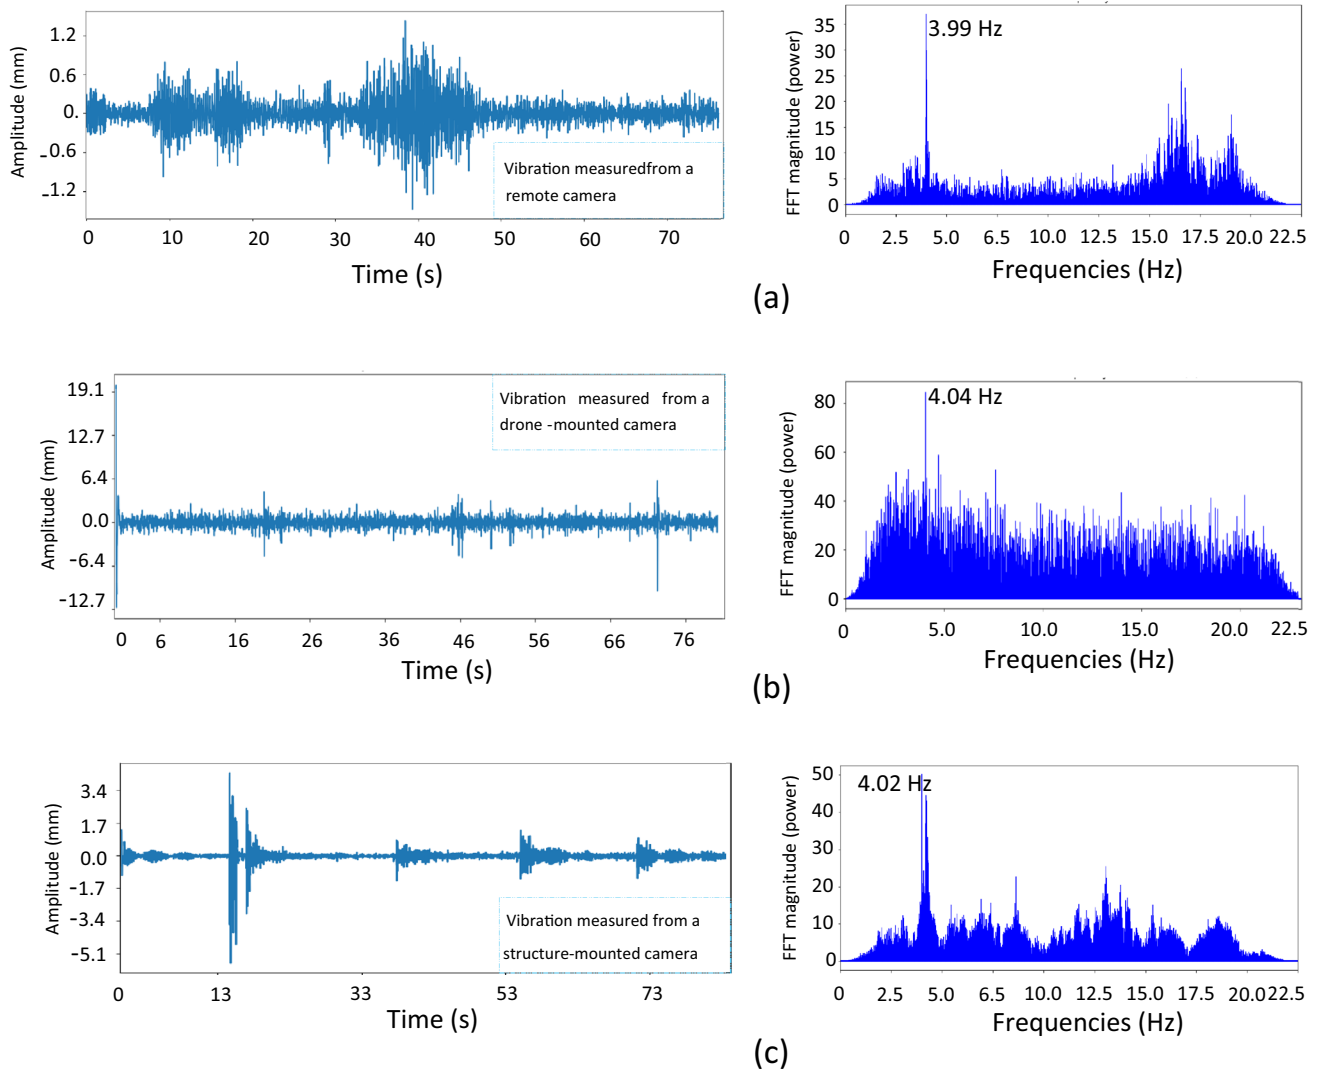 1.2
0.6
0.
-0.6
-1.2
Amplitude (mm)
Vibration measuredfrom a
remote camera
0 10 20 30 40 50 60 70
Time (s)
35
30
25
20
15
10
5
0
FFT magnitude (power)
3.99 Hz
0 2.5 5.0 7.5 10.0 12.5 15.0 17.5 20.0 22.5
Frequencies (Hz)
(a)
19.1
12.7
6.4
0.0
-6.4
-12.7
Amplitude (mm)
Vibration measured from a
drone -mounted camera
0 6 16 26 36 46 56 66 76
Time (s)
80
60
40
20
0
FFT magnitude (power)
4.04 Hz
0 5.0 10.0 15.0 20.0 22.5
Frequencies (Hz)
(b)
3.4
1.7
0.0
-1.7
-3.4
-5.1
Amplitude (mm)
Vibration measured from a
structure-mounted camera
0 13 33 53 73
Time (s)
50
40
30
20
10
0
FFT magnitude (power)
4.02 Hz
0 2.5 5.0 6.5 10.0 12.5 15.0 17.5 20.0 22.5
Frequencies (Hz)
(c)